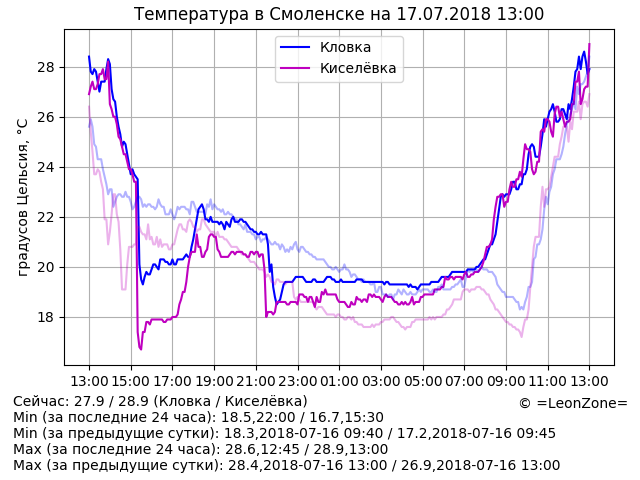 Температура в Смоленске на 17.07.2018 13:00
Кловка
Киселёвка
градусов Цельсия, °C
28
26
24
22
20
18
13:00 15:00 17:00 19:00 21:00 23:00 01:00 03:00 05:00 07:00 09:00 11:00 13:00
Сейчас: 27.9 / 28.9 (Кловка / Киселёвка)
© =LeonZone=
Min (за последние 24 часа): 18.5,22:00 / 16.7,15:30
Min (за предыдущие сутки): 18.3,2018-07-16 09:40 / 17.2,2018-07-16 09:45
Max (за последние 24 часа): 28.6,12:45 / 28.9,13:00
Max (за предыдущие сутки): 28.4,2018-07-16 13:00 / 26.9,2018-07-16 13:00